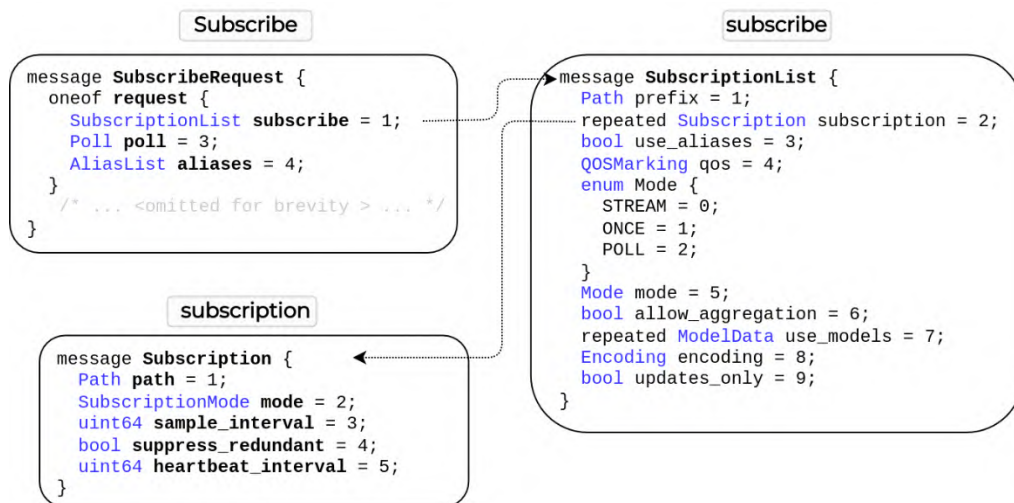 Subscribe
message SubscribeRequest {
oneof request {
SubscriptionList subscribe = 1;
Poll poll = 3;
AliasList aliases = 4;
}
/* ... <omitted for brevity > ... */
}
subscription
message Subscription {
Path path = 1;
SubscriptionMode mode = 2;
uint64 sample_interval = 3;
bool suppress_redundant = 4;
uint64 heartbeat_interval = 5;
}
subscribe
message SubscriptionList {
Path prefix = 1;
repeated Subscription subscription = 2;
bool use_aliases = 3;
QOSMarking qos = 4;
enum Mode {
STREAM = 0;
ONCE = 1;
POLL = 2;
}
Mode mode = 5;
bool allow_aggregation = 6;
repeated ModelData use_models = 7;
Encoding encoding = 8;
bool updates_only = 9;
}